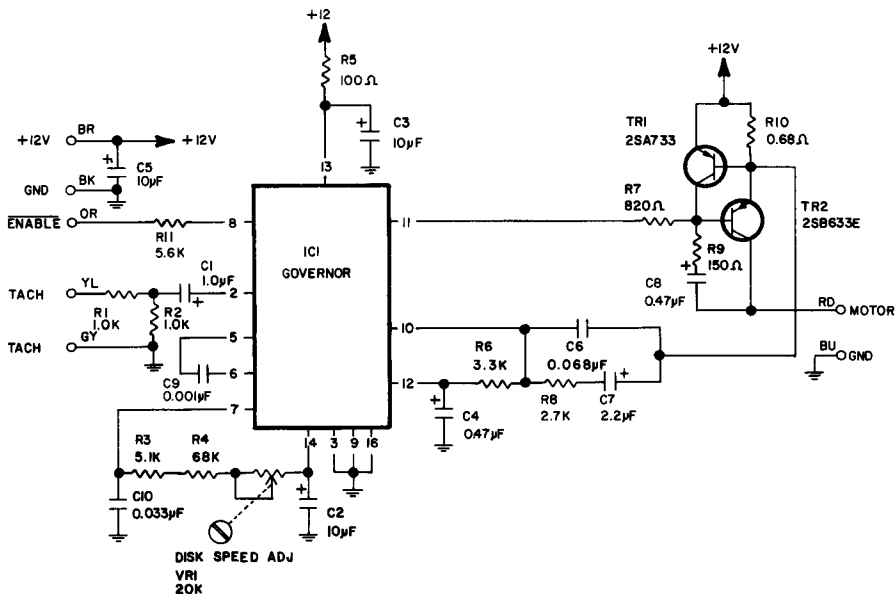 +12
R5
100Ω
+
C3
10µF
13
+12V
BR
+12V
+
C5
10µF
GND
BK
ENABLE
OR
R11
5.6K
8
IC1
GOVERNOR
11
R7
820Ω
+12V
TR1
2SA733
R10
0.68Ω
TR2
2SB633E
R9
150Ω
+
C8
0.47µF
RD
MOTOR
BU
GND
TACH
YL
R1
1.0K
R2
1.0K
C1
1.0µF
+
2
TACH
GY
5
C9
0.001µF
6
7
10
12
R6
3.3K
C6
0.068µF
R8
2.7K
+
C7
2.2µF
+
C4
0.47µF
14
3
9
16
R3
5.1K
R4
68K
C10
0.033µF
+
C2
10µF
DISK SPEED ADJ
VR1
20K